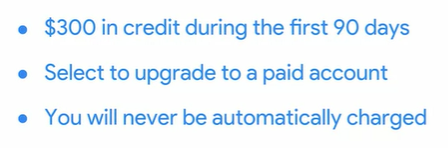 • $300 in credit during the first 90 days
• Select to upgrade to a paid account
• You will never be automatically charged